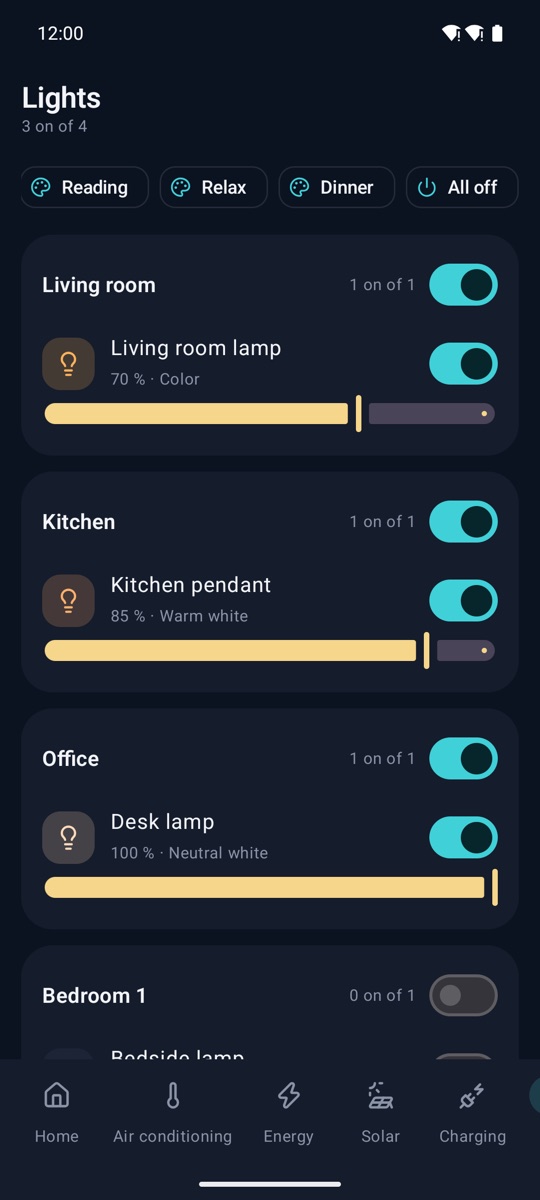 12:00
Lights
3 on of 4
Reading
Relax
Dinner
All off
Living room
1 on of 1
Living room lamp
70 % · Color
Kitchen
1 on of 1
Kitchen pendant
85 % · Warm white
Office
1 on of 1
Desk lamp
100 % · Neutral white
Bedroom 1
0 on of 1
Bedside lamp
Home
Air conditioning
Energy
Solar
Charging